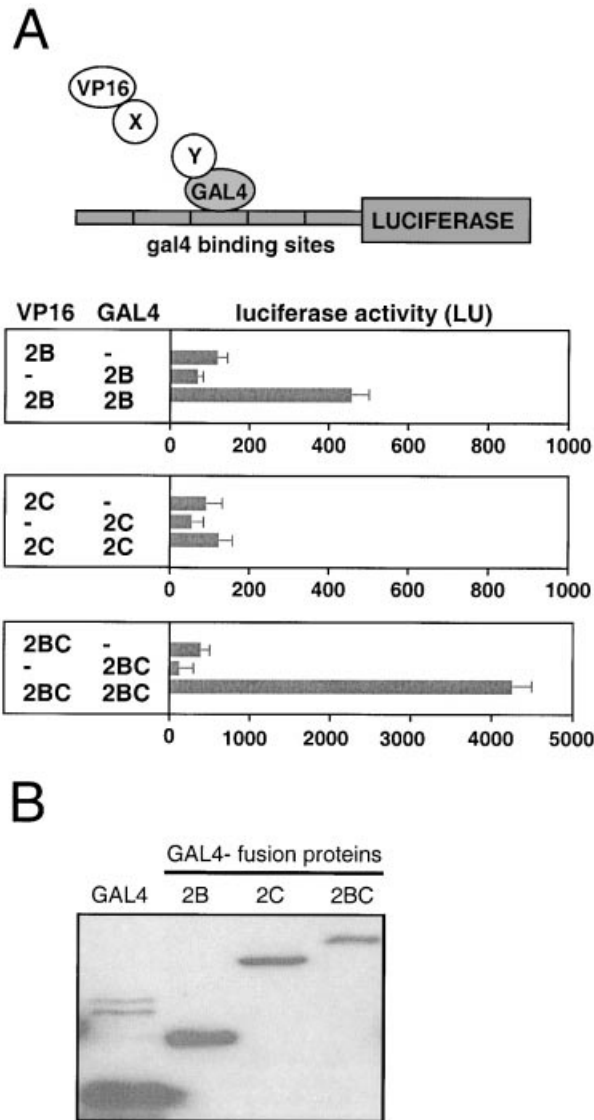 A
VP16
X
Y
GAL4
LUCIFERASE
gal4 binding sites
VP16 GAL4 luciferase activity (LU)
2B -
- 2B
2B 2B
0 200 400 600 800 1000
2C -
- 2C
2C 2C
0 200 400 600 800 1000
2BC -
- 2BC
2BC 2BC
0 1000 2000 3000 4000 5000
B
GAL4- fusion proteins
GAL4 2B 2C 2BC